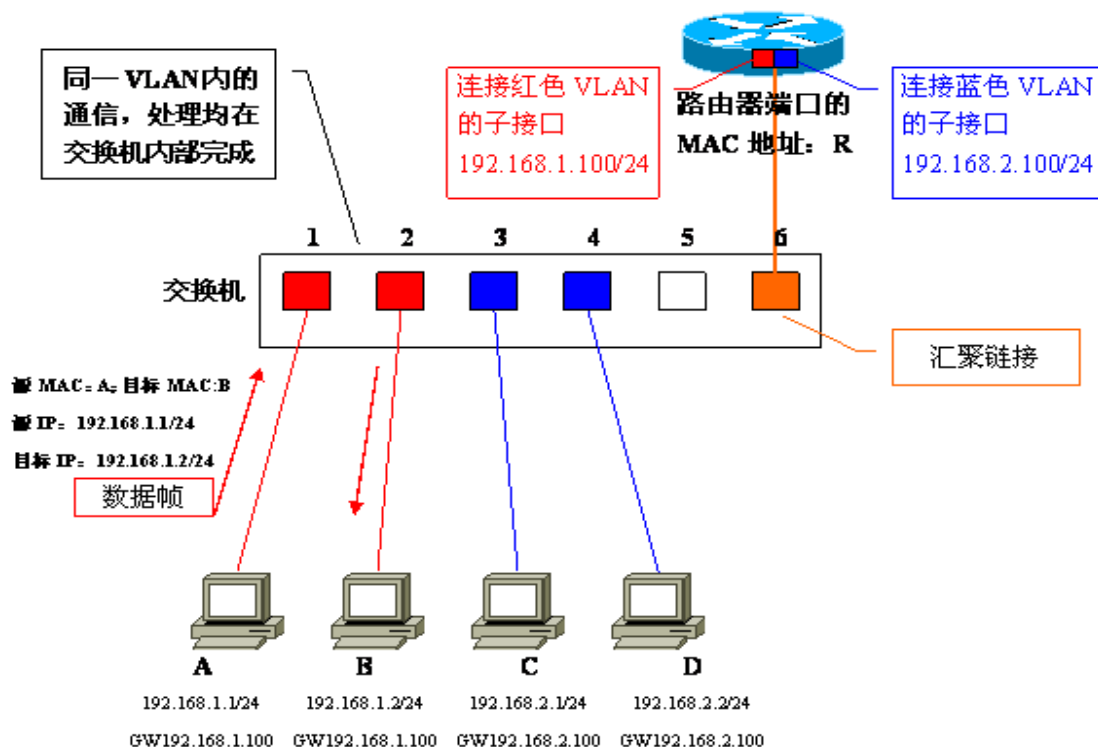 同一 VLAN 内的
通信，处理均在
交换机内部完成
连接红色 VLAN
的子接口
192.168.1.100/24
路由器端口的
MAC 地址：R
连接蓝色 VLAN
的子接口
192.168.2.100/24
1
2
3
4
5
6
交换机
汇聚链接
源 MAC：A；目标 MAC:B
源 IP：192.168.1.1/24
目标 IP：192.168.1.2/24
数据帧
A
B
C
D
192.168.1.1/24
192.168.1.2/24
192.168.2.1/24
192.168.2.2/24
GW192.168.1.100
GW192.168.1.100
GW192.168.2.100
GW192.168.2.100